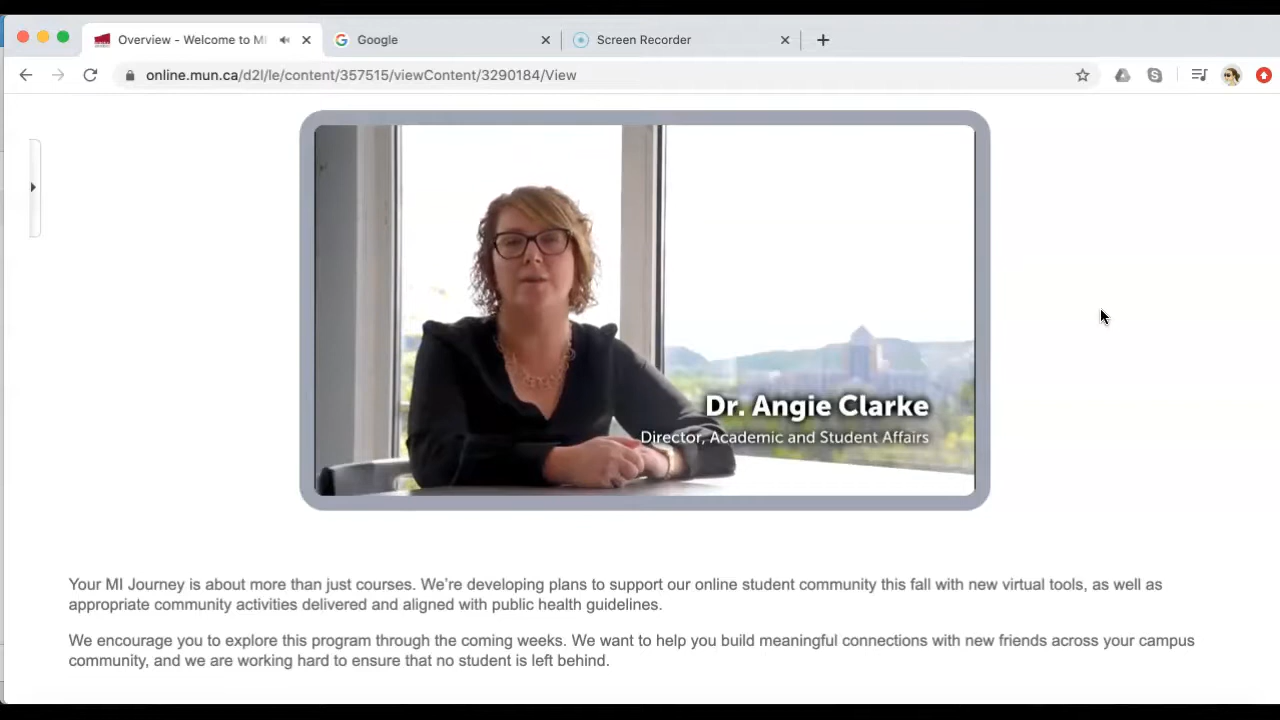 Overview - Welcome to MI
Google
Screen Recorder
online.mun.ca/d2l/le/content/357515/viewContent/3290184/View
Dr. Angie Clarke
Director, Academic and Student Affairs
Your MI Journey is about more than just courses. We're developing plans to support our online student community this fall with new virtual tools, as well as
appropriate community activities delivered and aligned with public health guidelines.
We encourage you to explore this program through the coming weeks. We want to help you build meaningful connections with new friends across your campus
community, and we are working hard to ensure that no student is left behind.